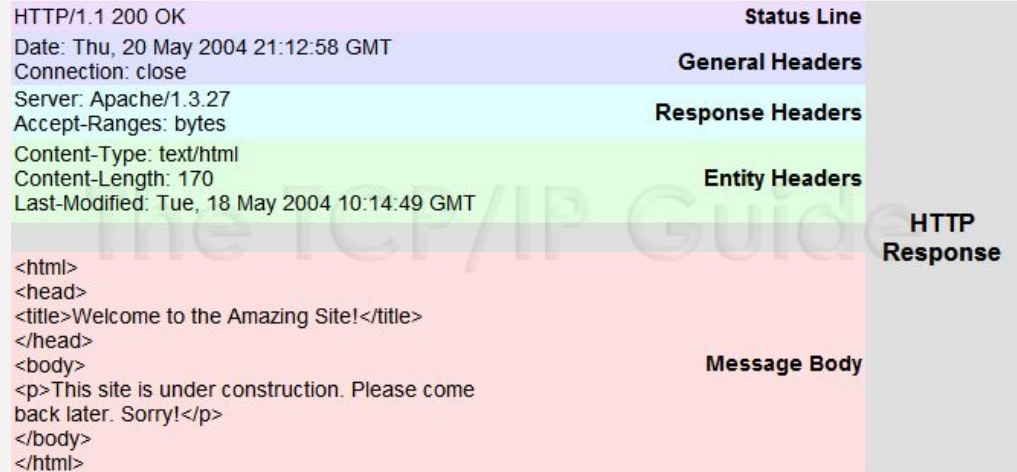 HTTP/1.1 200 OK
Status Line
Date: Thu, 20 May 2004 21:12:58 GMT
Connection: close
General Headers
Server: Apache/1.3.27
Accept-Ranges: bytes
Response Headers
Content-Type: text/html
Content-Length: 170
Last-Modified: Tue, 18 May 2004 10:14:49 GMT
Entity Headers
The TCP/IP Guide
<html>
<head>
<title>Welcome to the Amazing Site!</title>
</head>
<body>
<p>This site is under construction. Please come
back later. Sorry!</p>
</body>
</html>
Message Body
HTTP
Response